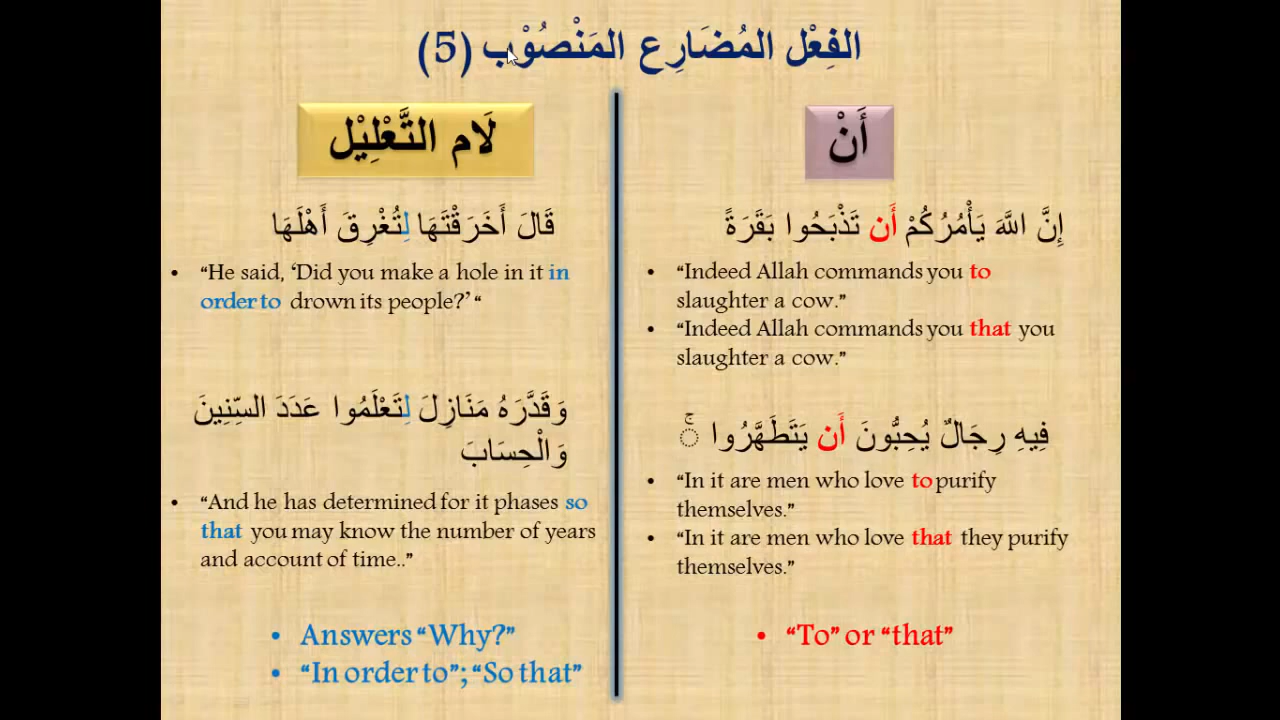 الفِعْل المُضَارِع المَنْصُوْب (5)
أَنْ
إِنَّ اللَّهَ يَأْمُرُكُمْ أَن تَذْبَحُوا بَقَرَةً
• “Indeed Allah commands you to
slaughter a cow.”
• “Indeed Allah commands you that you
slaughter a cow.”
فِيهِ رِجَالٌ يُحِبُّونَ أَن يَتَطَهَّرُوا ۚ
• “In it are men who love to purify
themselves.”
• “In it are men who love that they purify
themselves.”
• “To” or “that”
لَام التَّعْلِيْل
قَالَ أَخَرَقْتَهَا لِتُغْرِقَ أَهْلَهَا
• “He said, ‘Did you make a hole in it in
order to drown its people?’ “
وَقَدَّرَهُ مَنَازِلَ لِتَعْلَمُوا عَدَدَ السِّنِينَ
وَالْحِسَابَ
• “And he has determined for it phases so
that you may know the number of years
and account of time..”
• Answers “Why?”
• “In order to”; “So that”